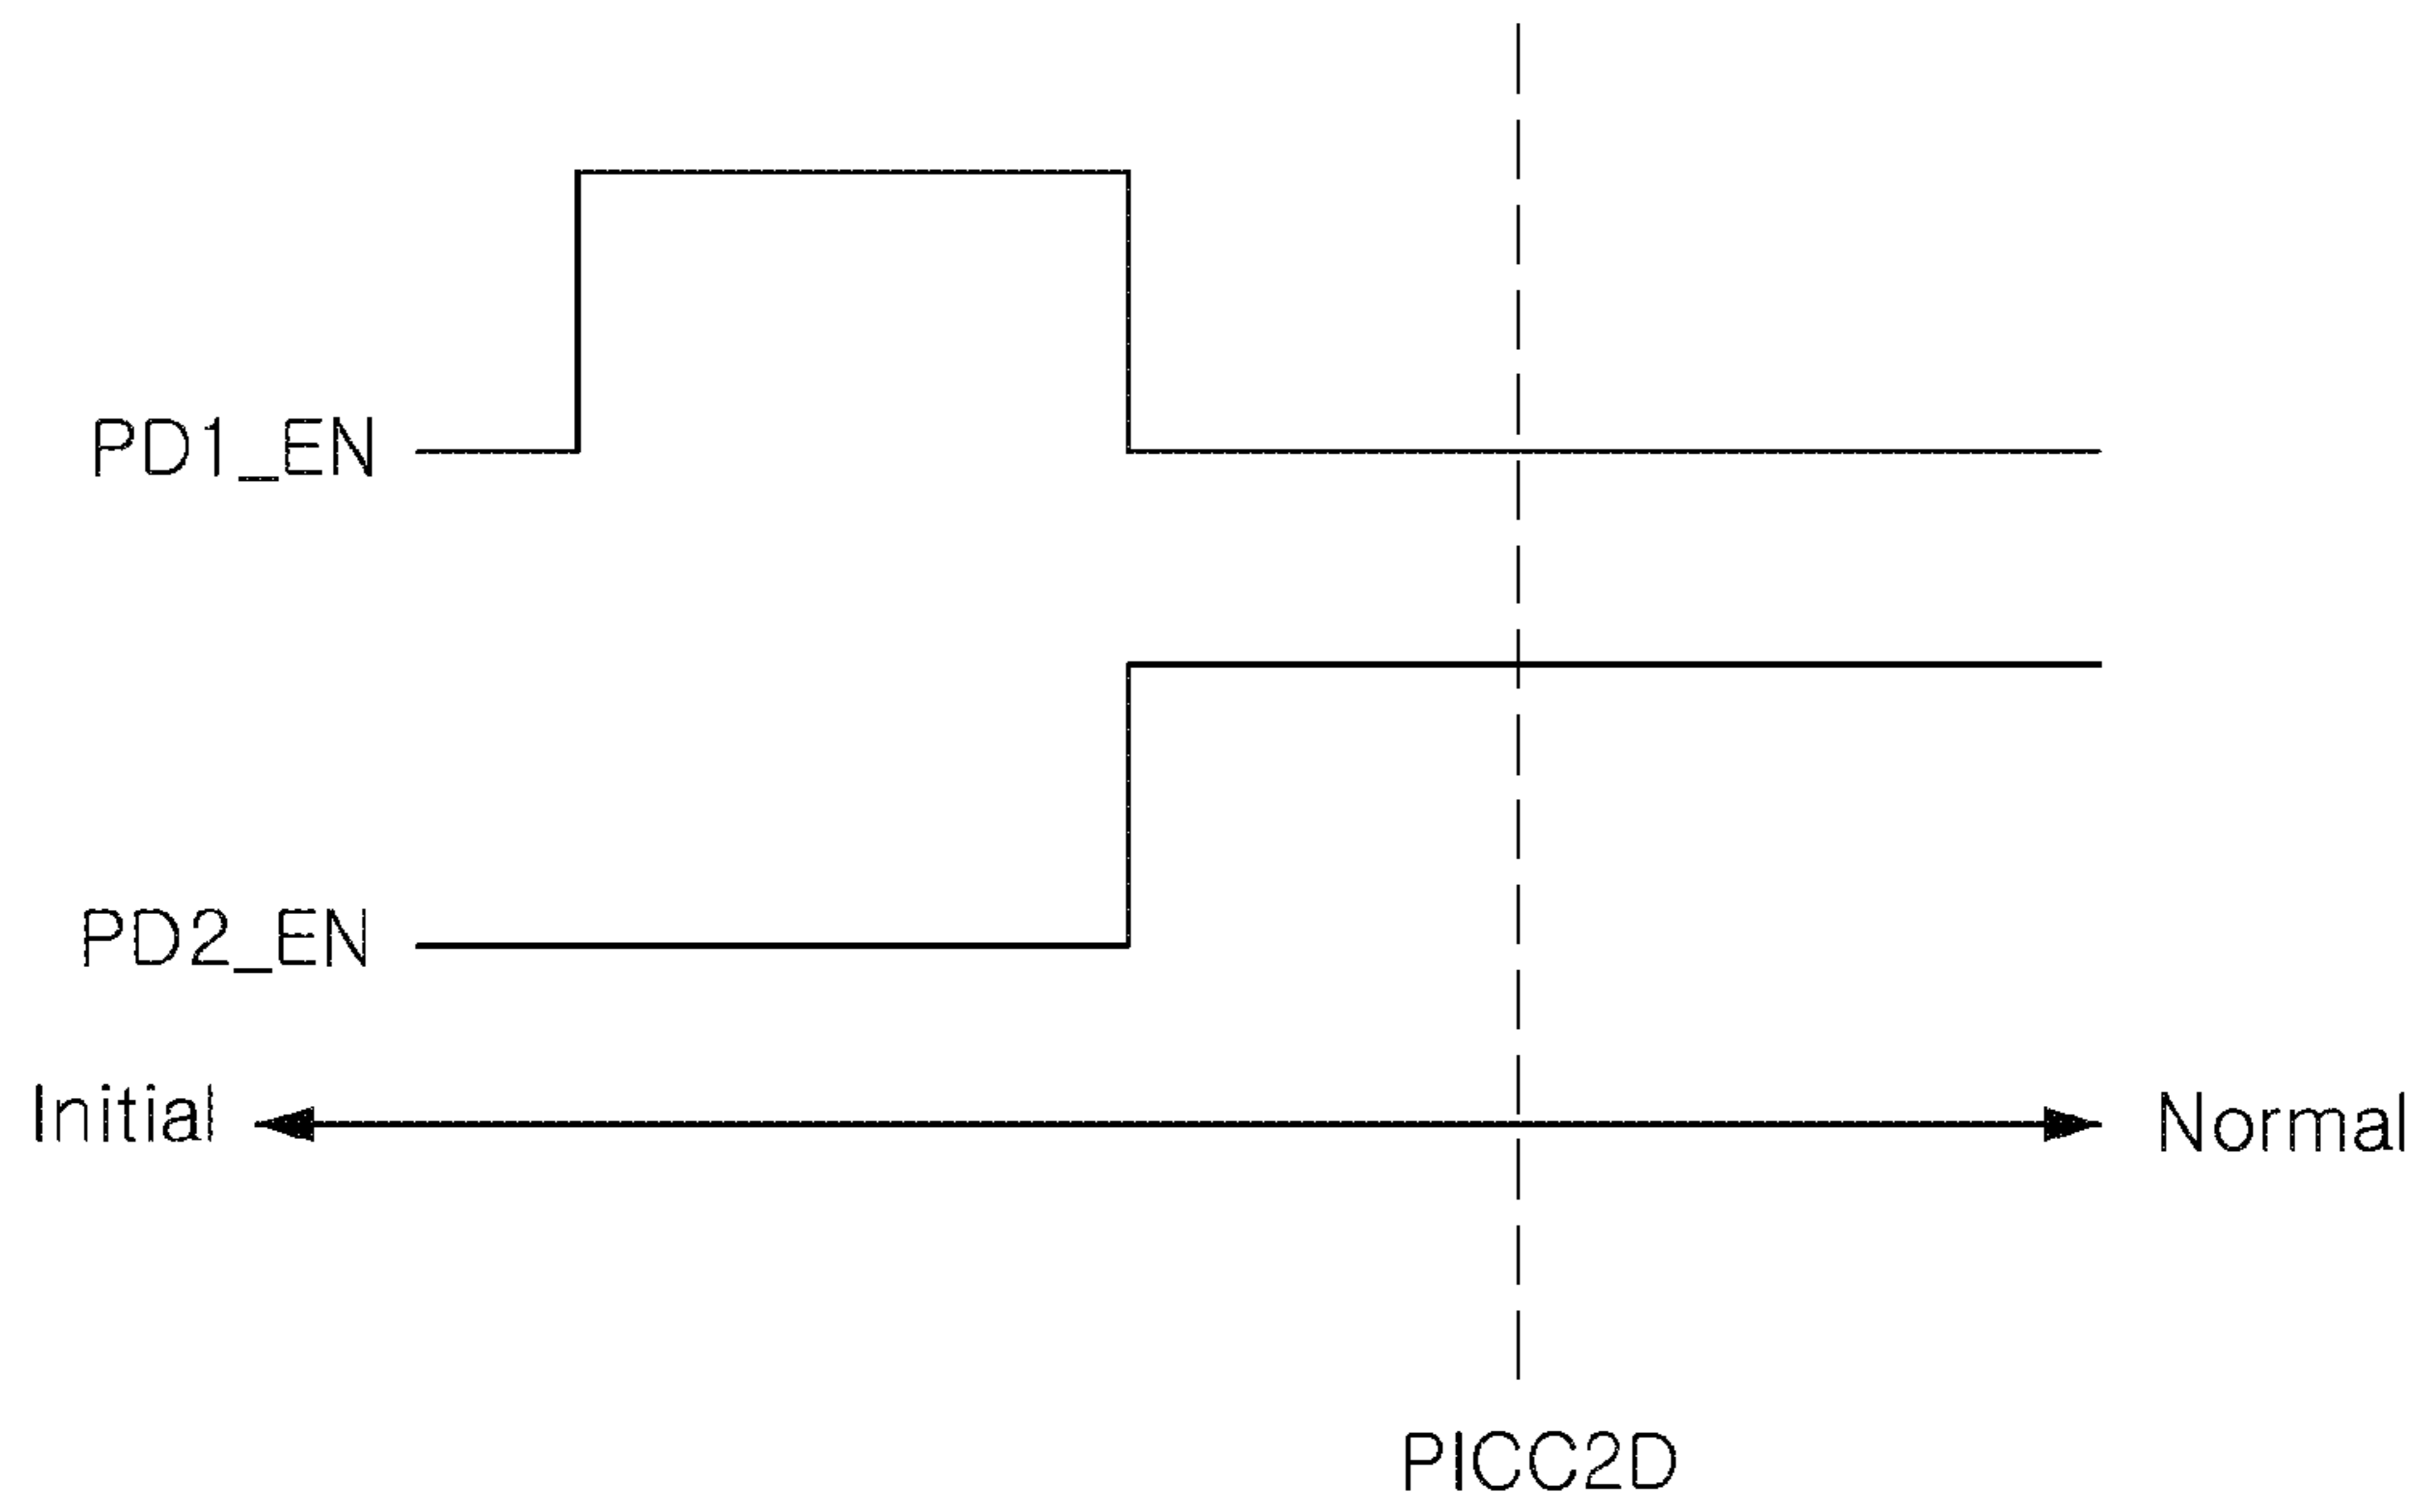 PD1_EN
PD2_EN
Initial
Normal
PICC2D